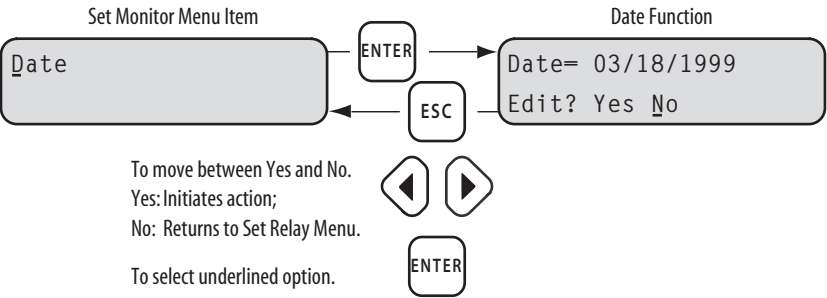 Set Monitor Menu Item
Date Function
Date
ENTER
Date= 03/18/1999
Edit? Yes No
ESC
To move between Yes and No.
Yes: Initiates action;
No: Returns to Set Relay Menu.
To select underlined option.
ENTER